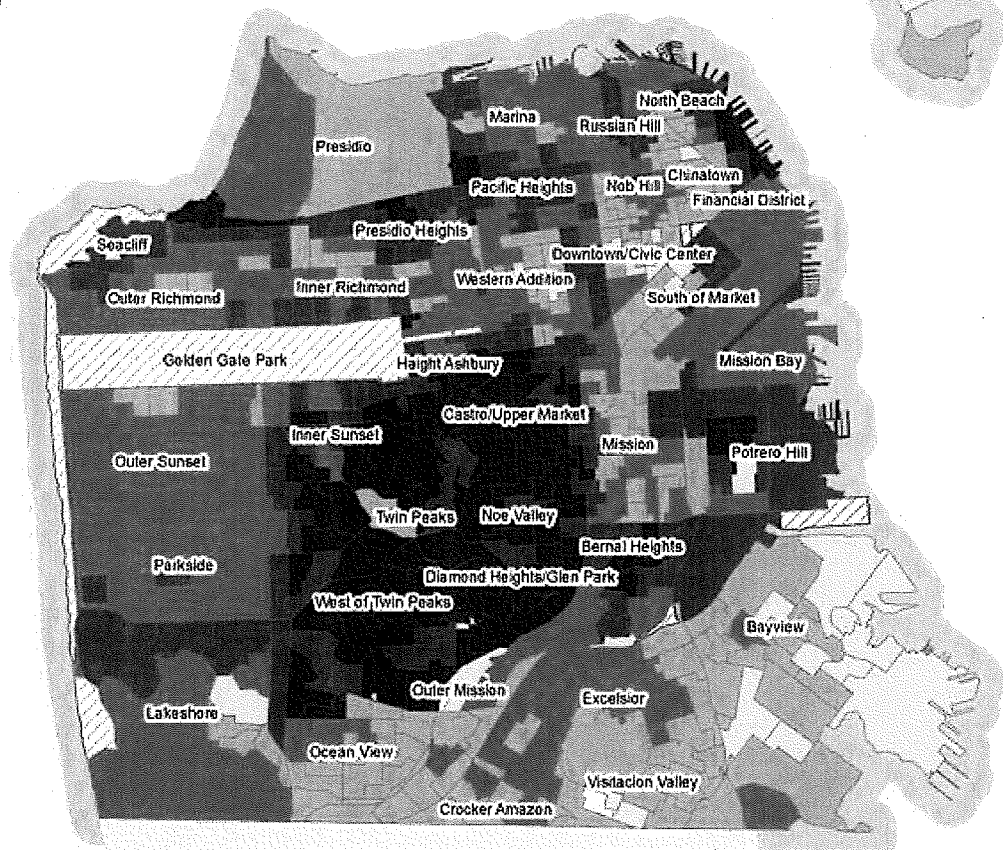 North Beach
Marina
Russian Hill
Presidio
Chinatown
Pacific Heights
Nob Hill
Financial District
Presidio Heights
Seacliff
Downtown/Civic Center
Western Addition
Inner Richmond
Outer Richmond
South of Market
Golden Gate Park
Haight Ashbury
Mission Bay
Castro/Upper Market
Inner Sunset
Mission
Potrero Hill
Outer Sunset
Twin Peaks
Noe Valley
Bernal Heights
Parkside
Diamond Heights/Glen Park
West of Twin Peaks
Bayview
Outer Mission
Excelsior
Lakeshore
Ocean View
Visitacion Valley
Crocker Amazon